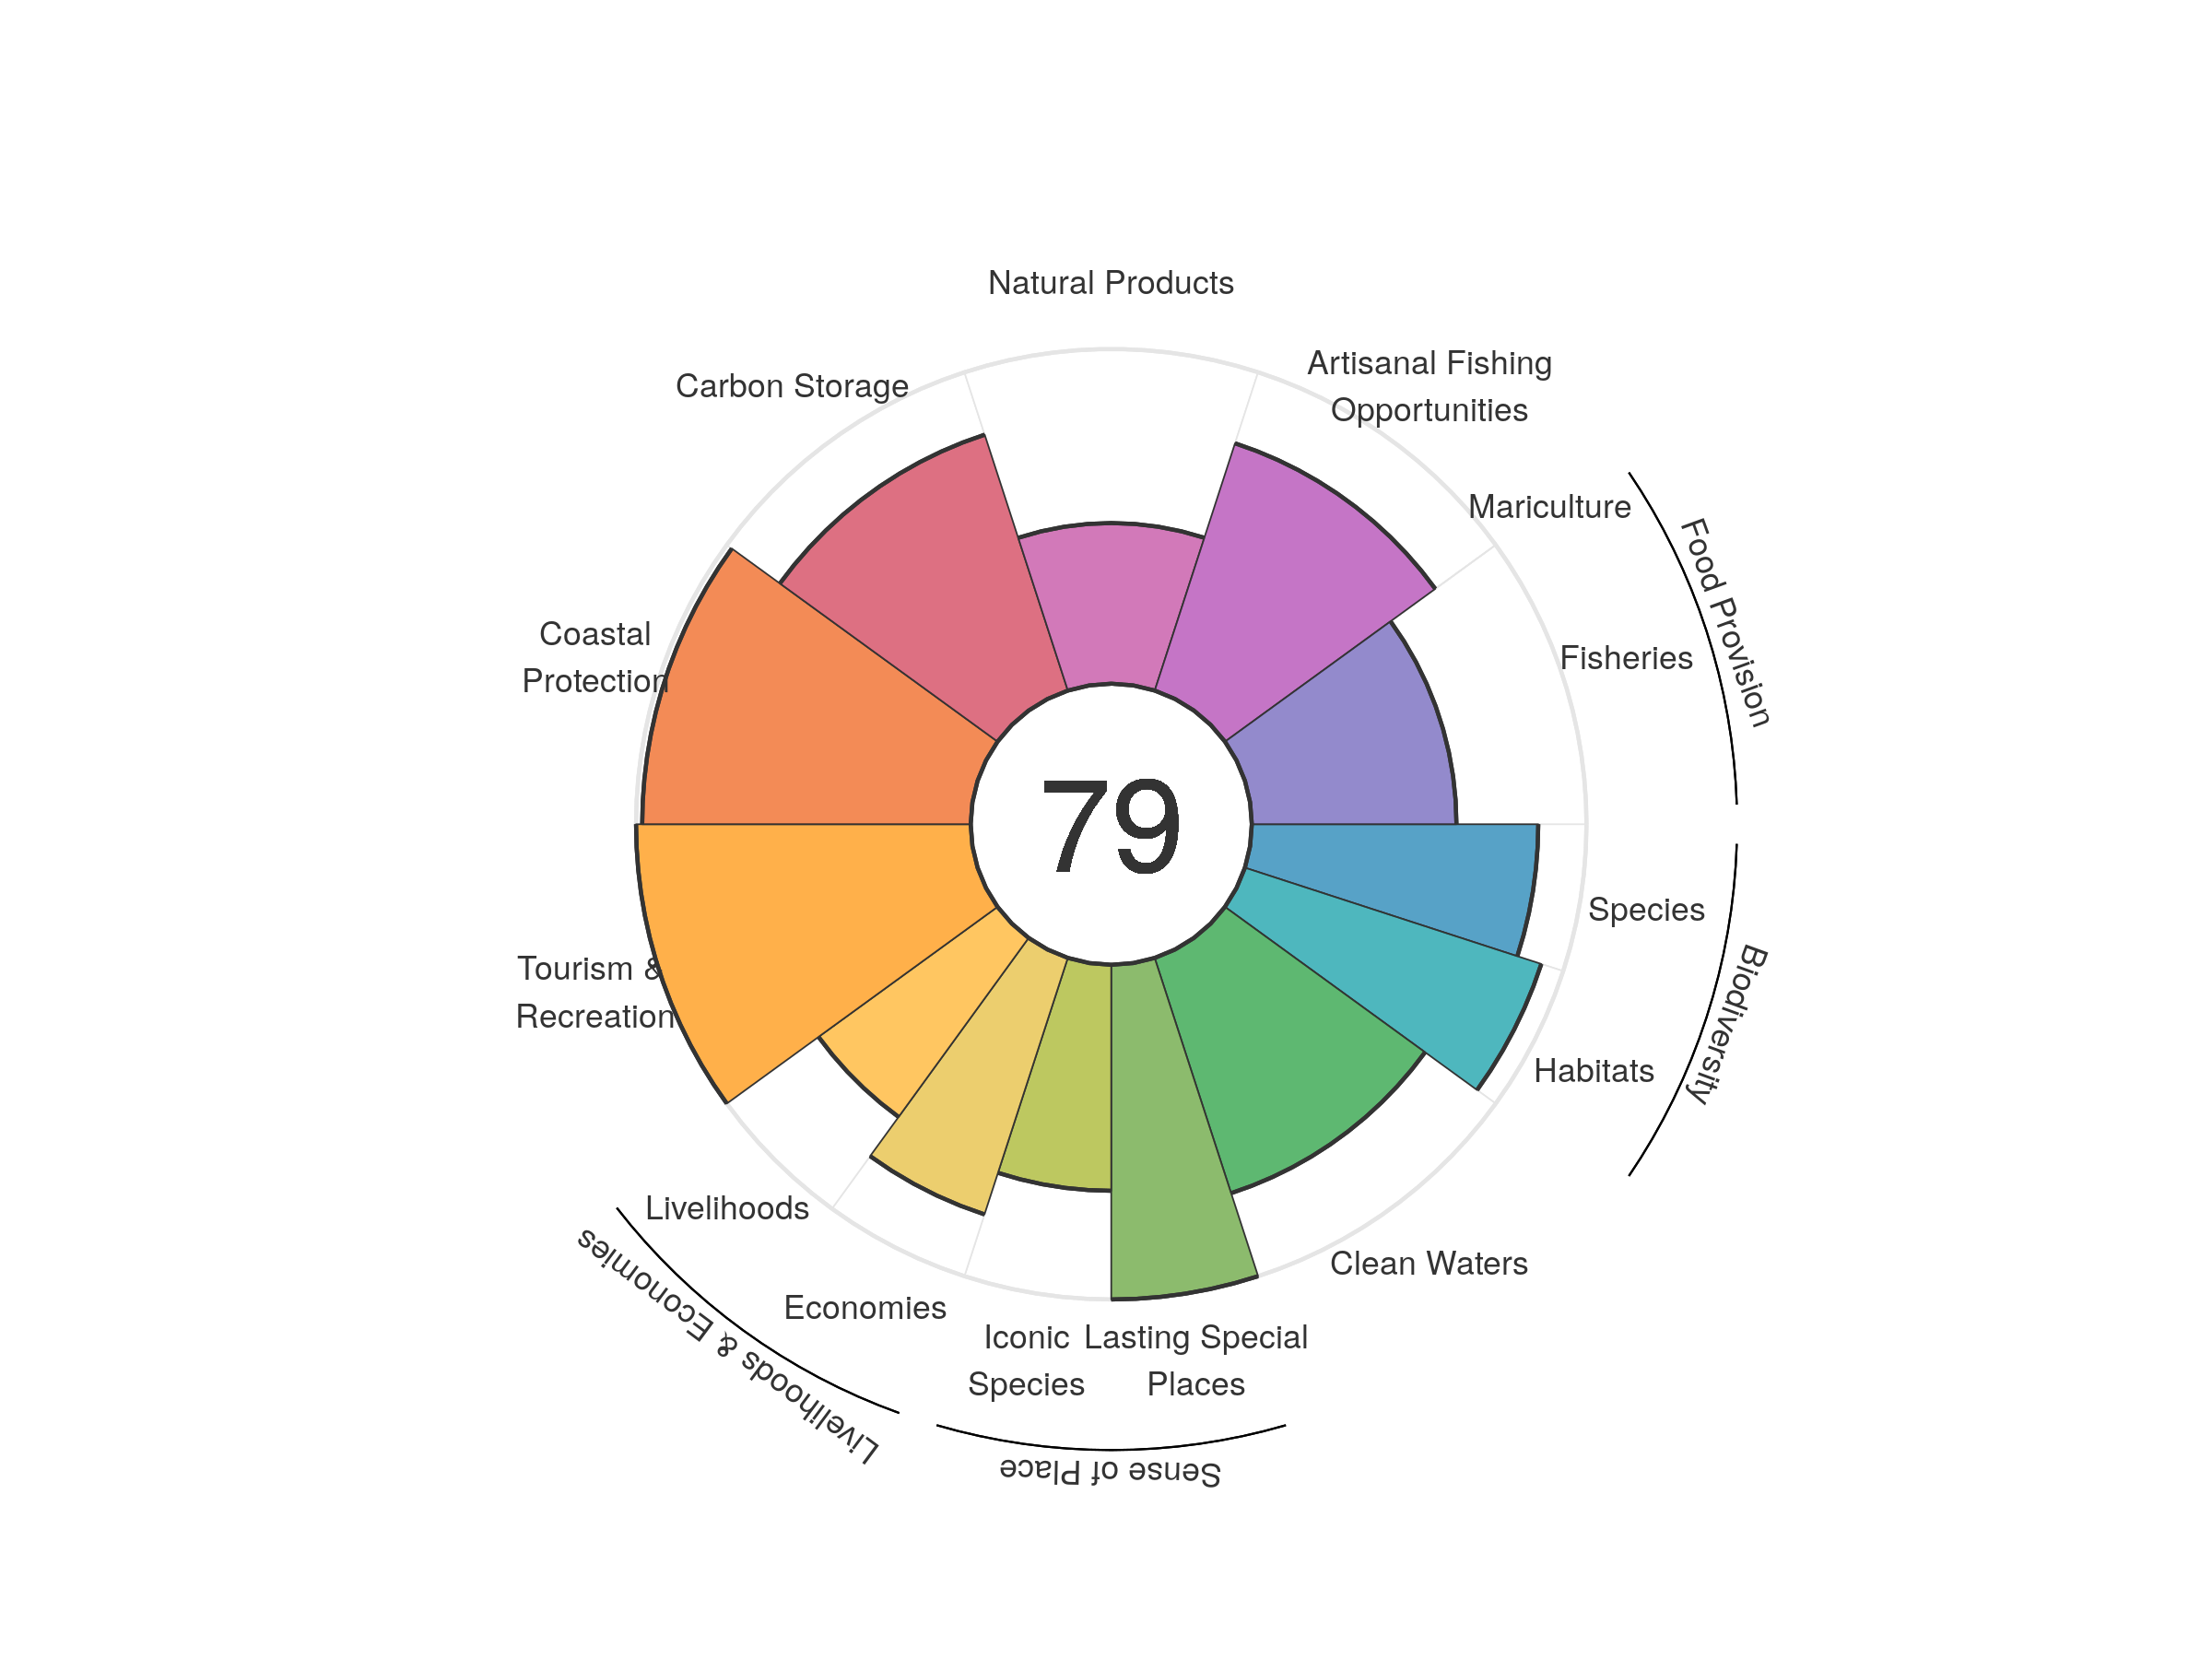 Natural Products
Artisanal Fishing
Opportunities
Carbon Storage
Mariculture
Food Provision
Fisheries
Coastal
Protection
79
Species
Biodiversity
Tourism &
Recreation
Habitats
Livelihoods
Livelihoods & Economies
Clean Waters
Economies
Iconic
Species
Lasting Special
Places
Sense of Place